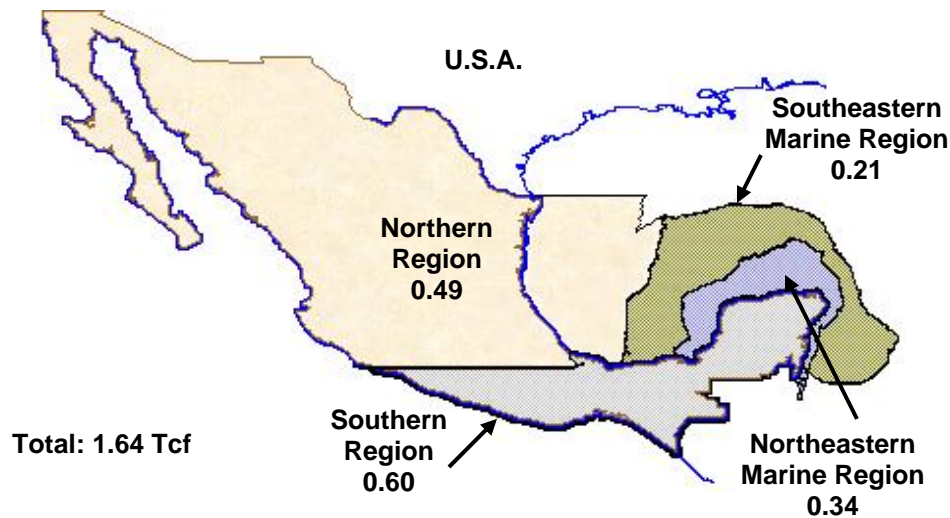 U.S.A.
Southeastern
Marine Region
0.21
Northern
Region
0.49
Southern
Region
0.60
Total: 1.64 Tcf
Northeastern
Marine Region
0.34